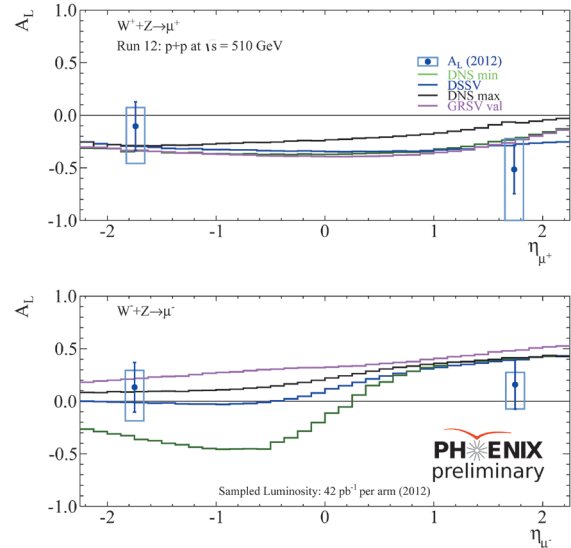 A_L
1.0
W⁺+Z→μ⁺
Run 12: p+p at √s = 510 GeV
A_L (2012)
DNS min
DSSV
DNS max
GRSV val
0.5
0.0
-0.5
-1.0
-2 -1 0 1 2
η_μ⁺
A_L
1.0
W⁻+Z→μ⁻
0.5
0.0
-0.5
PHENIX
preliminary
Sampled Luminosity: 42 pb⁻¹ per arm (2012)
-1.0
-2 -1 0 1 2
η_μ⁻